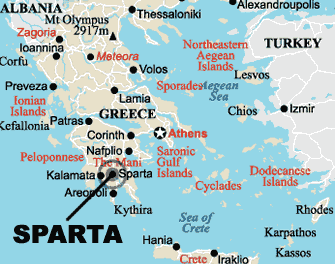 ALBANIA
Mt Olympus
2917m
Thessaloniki
Alexandroupolis
Zagoria
Ioannina
Meteora
Corfu
Volos
Northeastern
Aegean
Islands
TURKEY
Lesvos
Preveza
Lamia
Sporades
Aegean
Sea
Ionian
Islands
GREECE
Chios
Izmir
Kefallonia
Patras
Athens
Corinth
Nafplio
Saronic
Gulf
Islands
Peloponnese
The Mani
Kalamata
Sparta
Dodecanese
Islands
Cyclades
Areopoli
Kythira
Rhodes
SPARTA
Sea of
Crete
Karpathos
Hania
Kassos
Crete
Iraklio